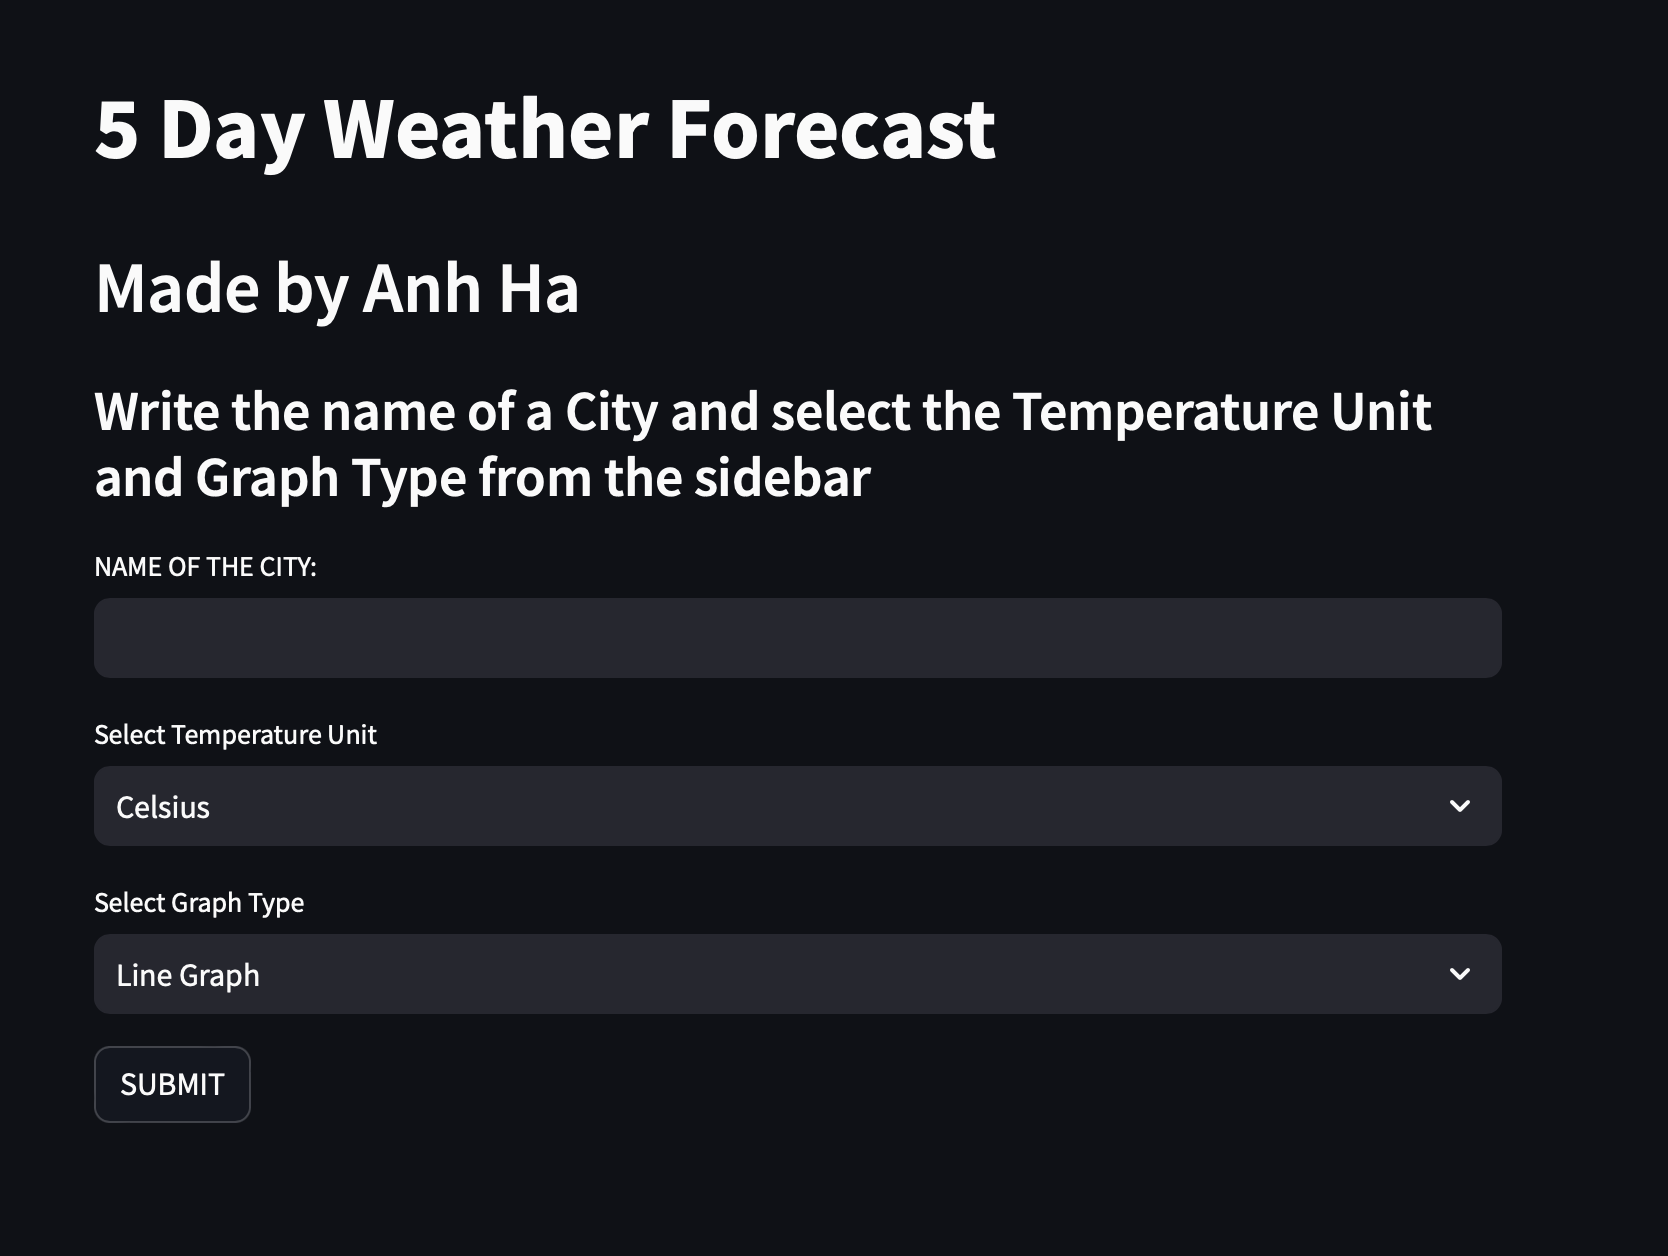 5 Day Weather Forecast
Made by Anh Ha
Write the name of a City and select the Temperature Unit
and Graph Type from the sidebar
NAME OF THE CITY:
Select Temperature Unit
Celsius
Select Graph Type
Line Graph
SUBMIT